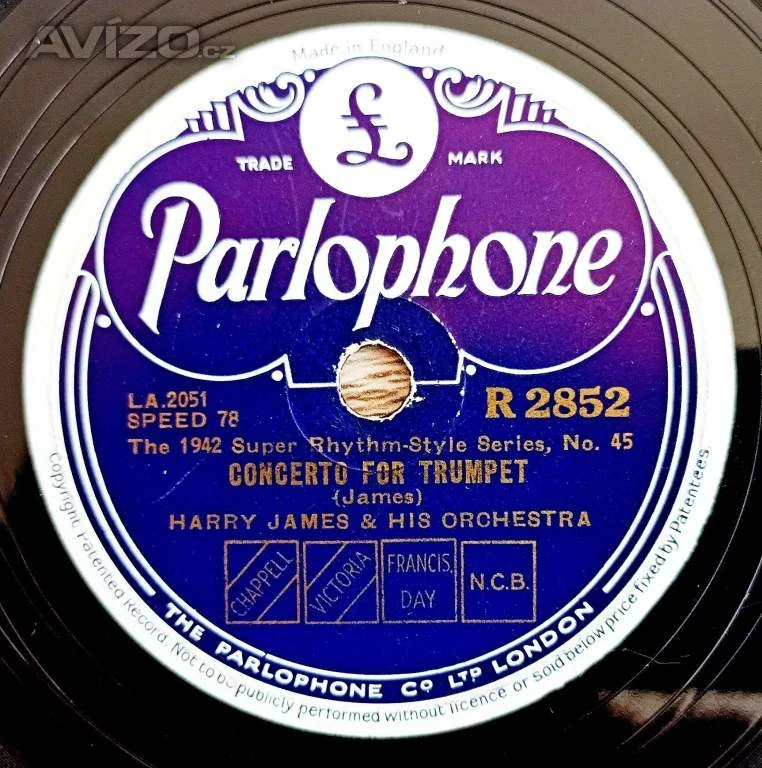 AVÍZO.cz
Made in England
£
TRADE MARK
Parlophone
LA.2051
SPEED 78
R 2852
The 1942 Super Rhythm-Style Series, No. 45
CONCERTO FOR TRUMPET
(James)
HARRY JAMES & HIS ORCHESTRA
CHAPPELL
VICTORIA
FRANCIS, DAY
N.C.B.
THE PARLOPHONE Co LTD LONDON
Copyright Patented Record. Not to be publicly performed without licence or sold below price fixed by Patentees.